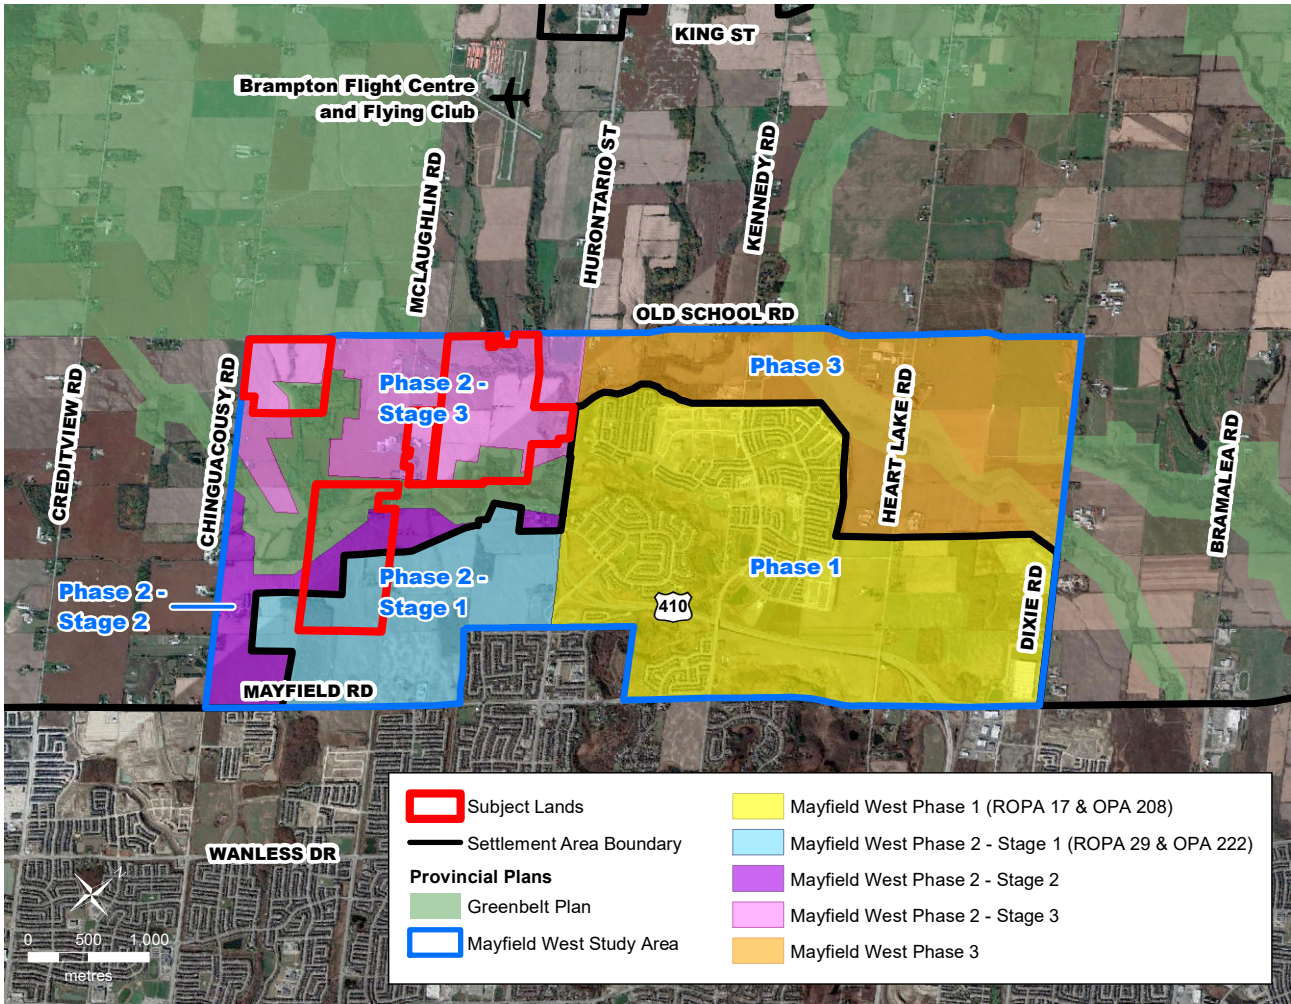 KING ST
Brampton Flight Centre
and Flying Club
MCLAUGHLIN RD
HURONTARIO ST
KENNEDY RD
OLD SCHOOL RD
CREDITVIEW RD
CHINGUACOUSY RD
Phase 2 -
Stage 3
Phase 3
HEART LAKE RD
BRAMALEA RD
Phase 2 -
Stage 2
Phase 2 -
Stage 1
Phase 1
410
DIXIE RD
MAYFIELD RD
WANLESS DR
Z
0 500 1,000
metres
Subject Lands
Settlement Area Boundary
Provincial Plans
Greenbelt Plan
Mayfield West Study Area
Mayfield West Phase 1 (ROPA 17 & OPA 208)
Mayfield West Phase 2 - Stage 1 (ROPA 29 & OPA 222)
Mayfield West Phase 2 - Stage 2
Mayfield West Phase 2 - Stage 3
Mayfield West Phase 3